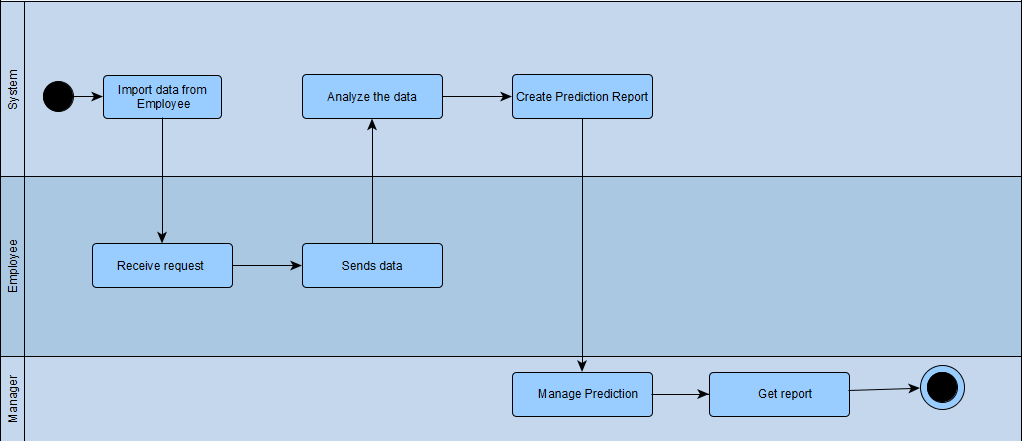 System
Import data from
Employee
Analyze the data
Create Prediction Report
Employee
Receive request
Sends data
Manager
Manage Prediction
Get report